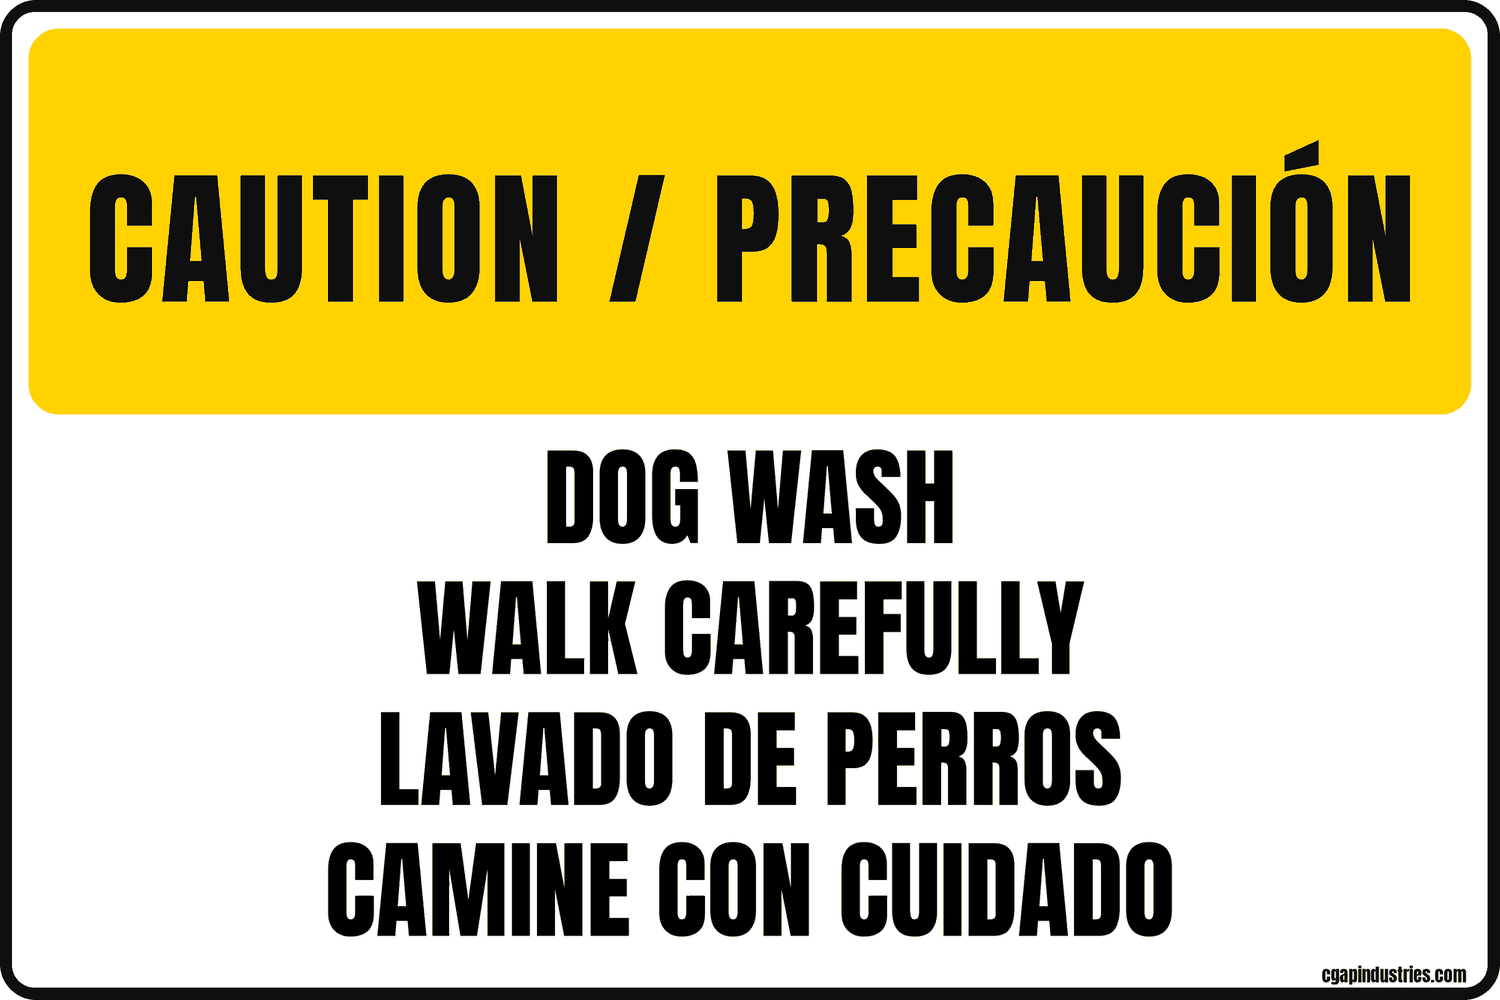 CAUTION / PRECAUCIÓN
DOG WASH
WALK CAREFULLY
LAVADO DE PERROS
CAMINE CON CUIDADO
cgapindustries.com